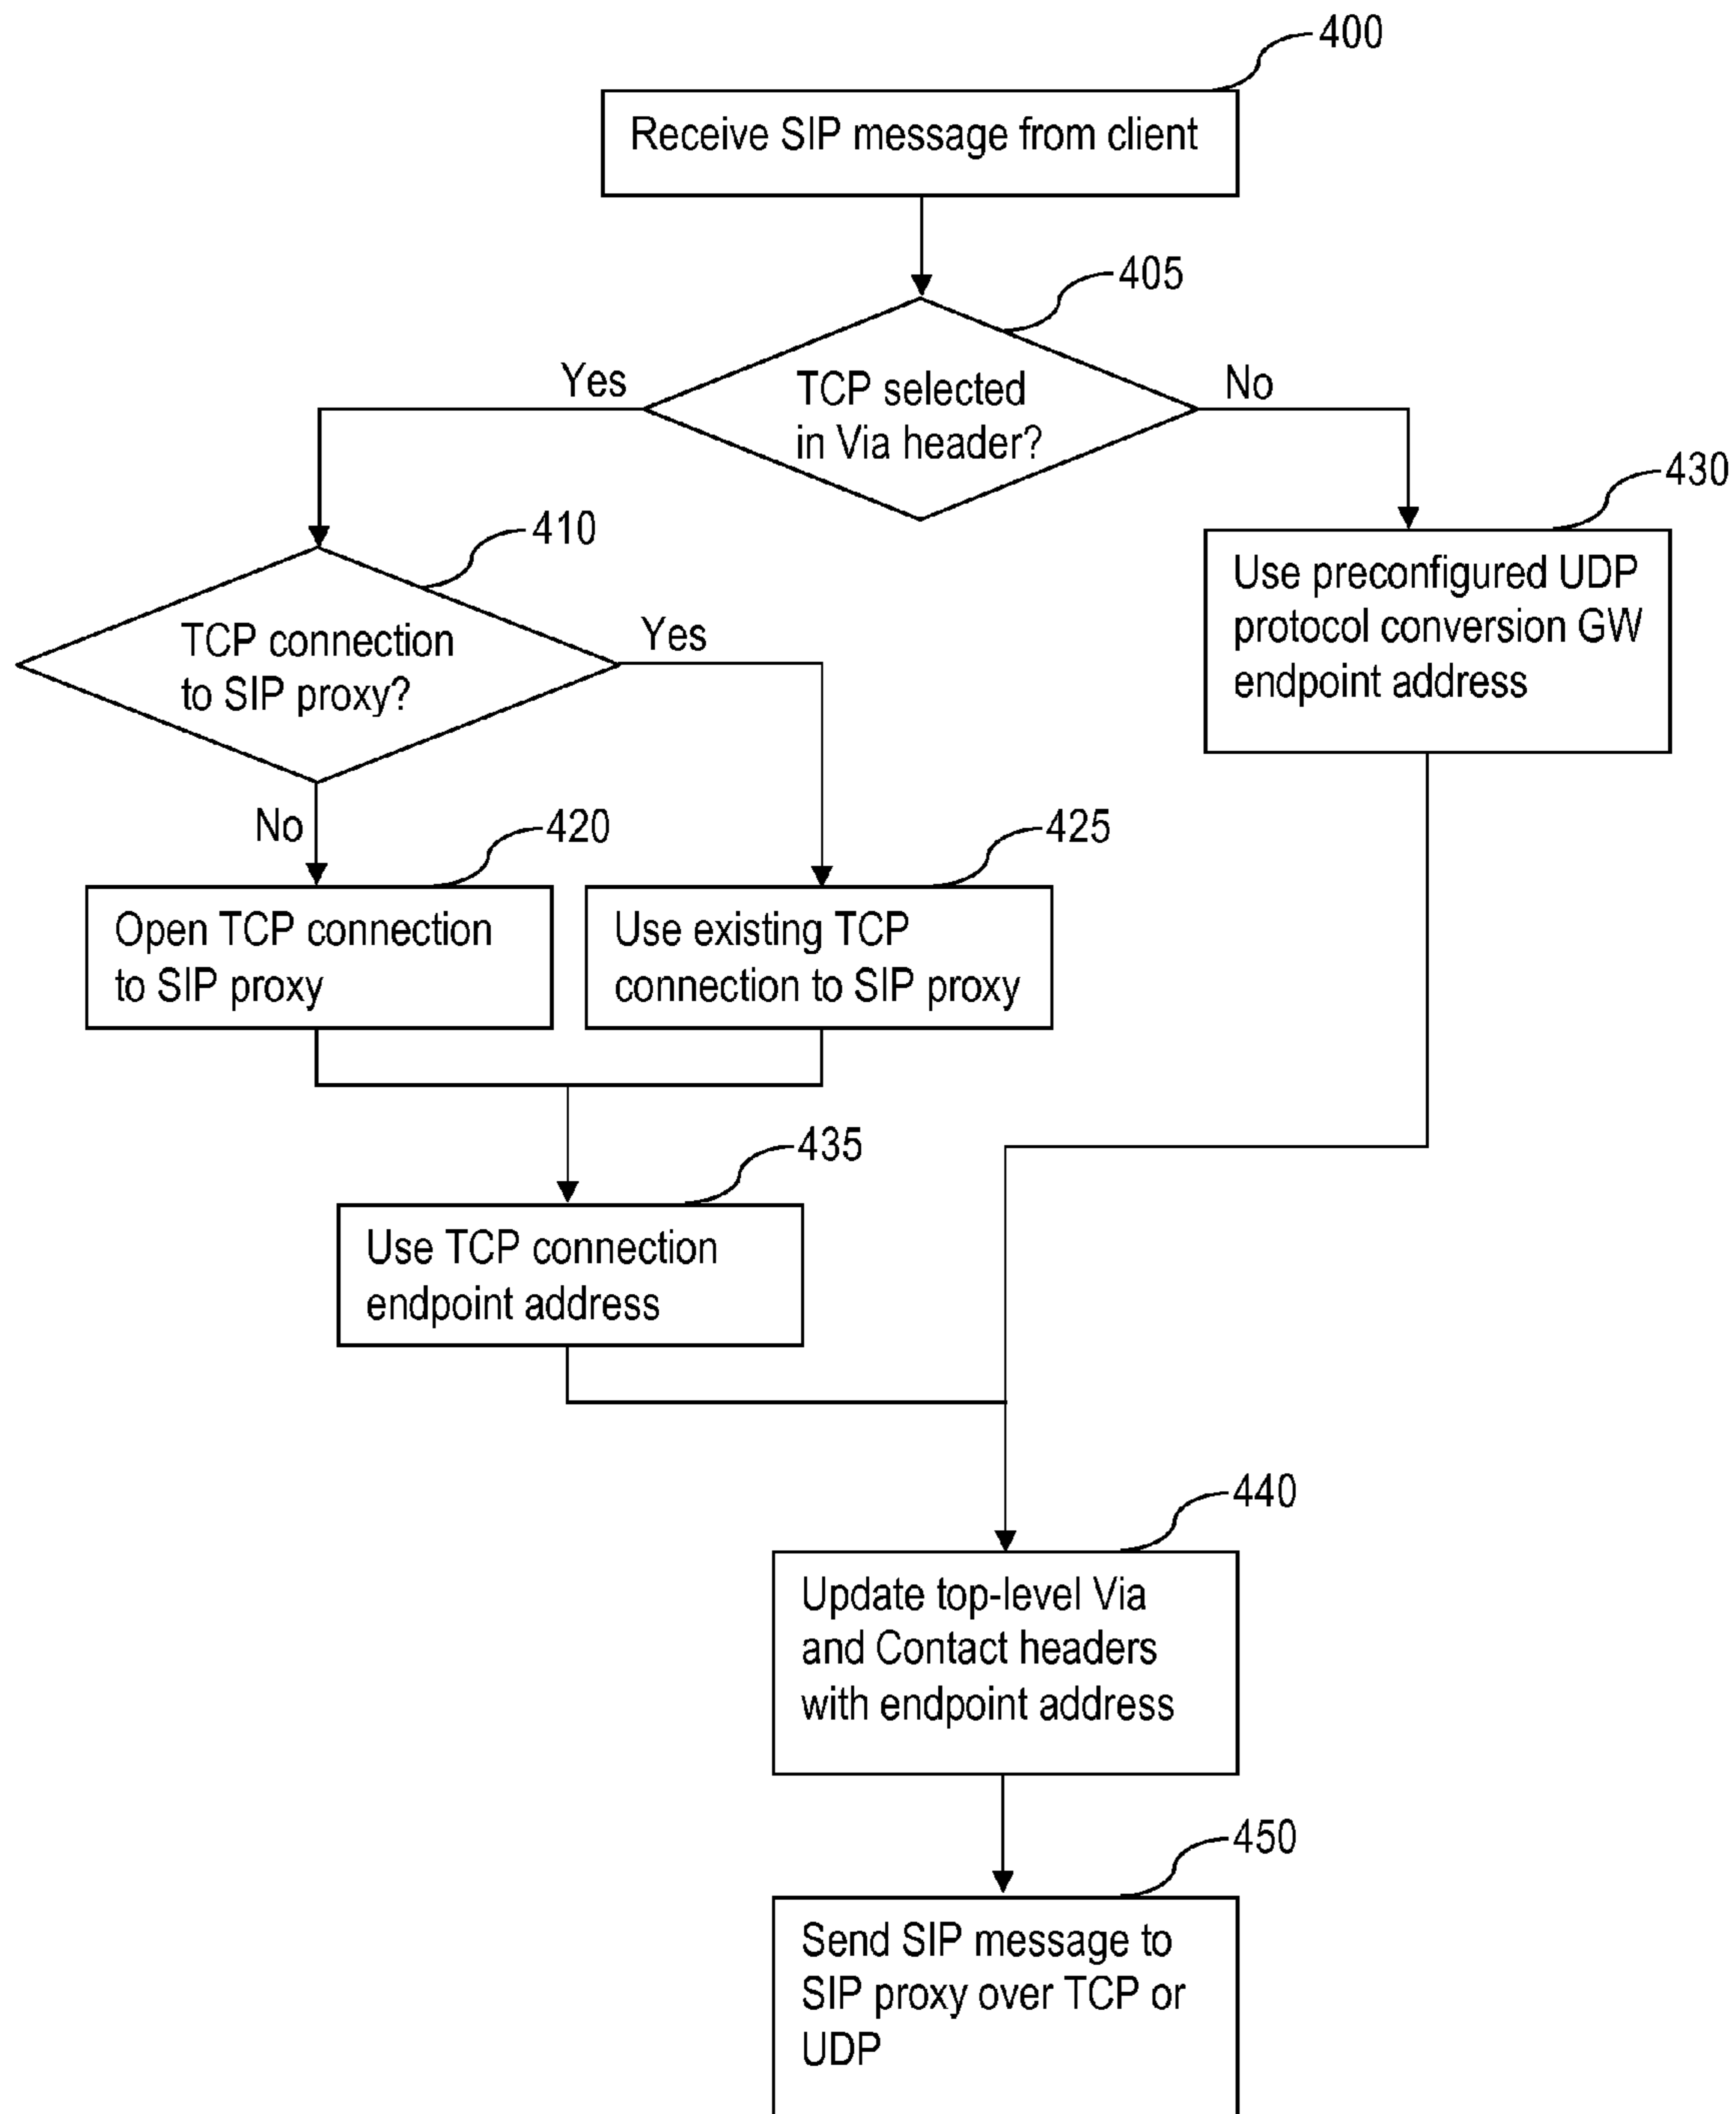 400
Receive SIP message from client
405
Yes
TCP selected
in Via header?
No
430
410
Use preconfigured UDP
protocol conversion GW
endpoint address
TCP connection
to SIP proxy?
Yes
No
420
425
Open TCP connection
to SIP proxy
Use existing TCP
connection to SIP proxy
435
Use TCP connection
endpoint address
440
Update top-level Via
and Contact headers
with endpoint address
450
Send SIP message to
SIP proxy over TCP or
UDP